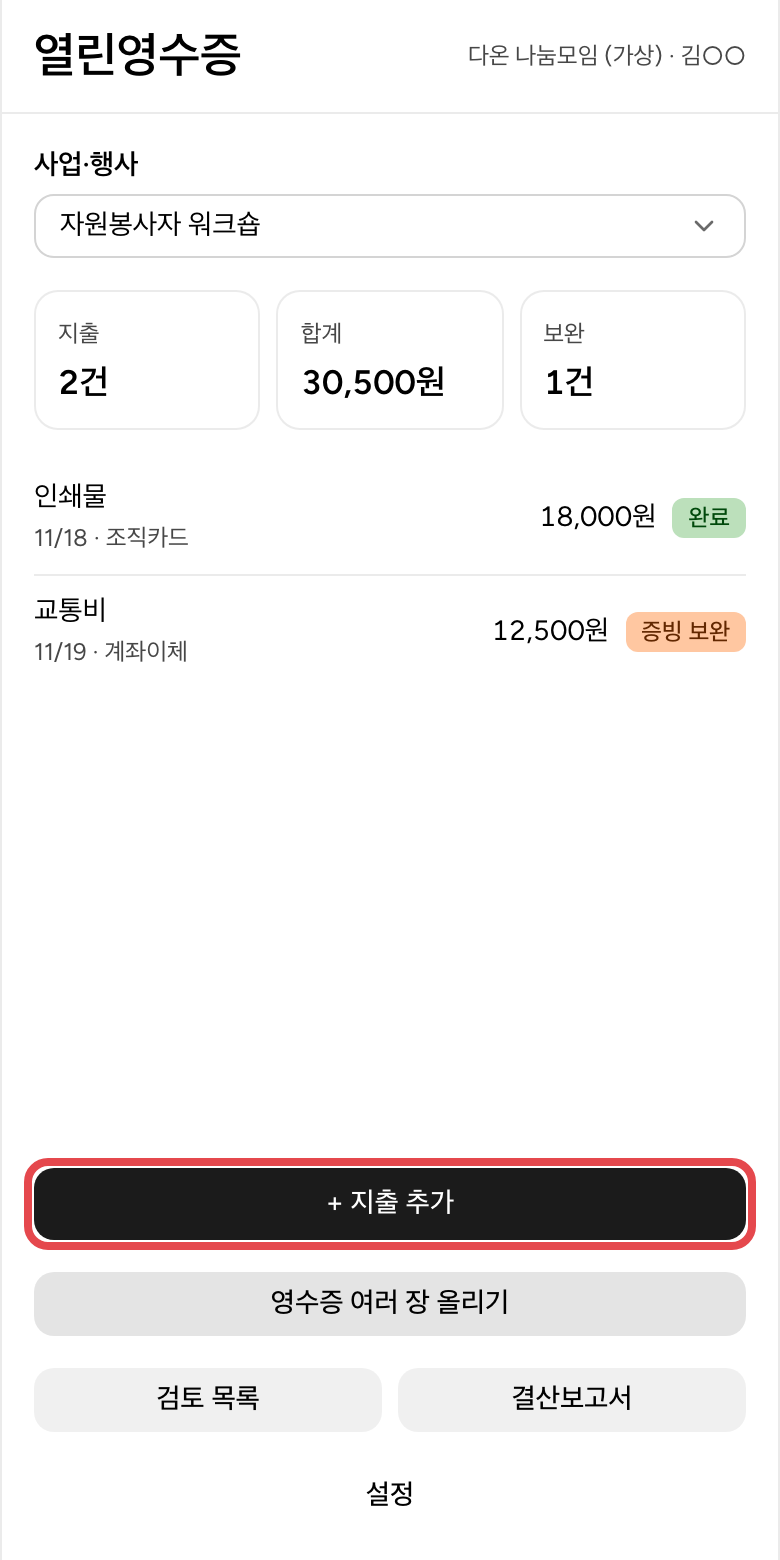 열린영수증
다온 나눔모임 (가상) · 김○○
사업·행사
자원봉사자 워크숍
지출
2건
합계
30,500원
보완
1건
인쇄물
11/18 · 조직카드
18,000원
완료
교통비
11/19 · 계좌이체
12,500원
증빙 보완
+ 지출 추가
영수증 여러 장 올리기
검토 목록
결산보고서
설정